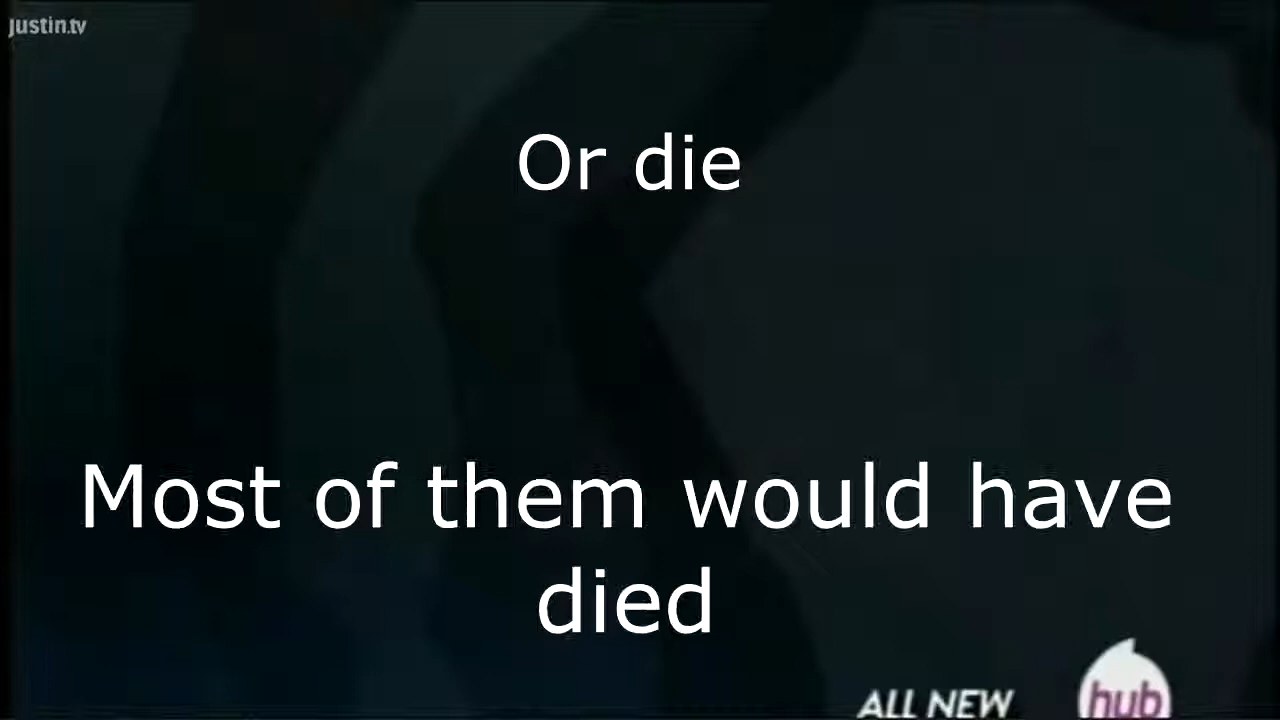 justin.tv
Or die
Most of them would have
died
ALL NEW
hub